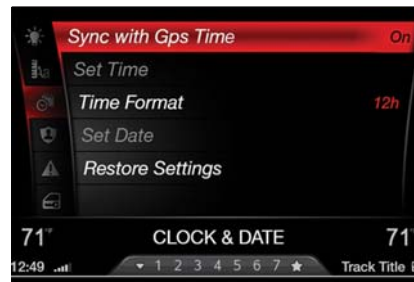 Sync with Gps Time On
Set Time
Time Format 12h
Set Date
Restore Settings
71°F CLOCK & DATE 71
12:49 1 2 3 4 5 6 7 Track Title